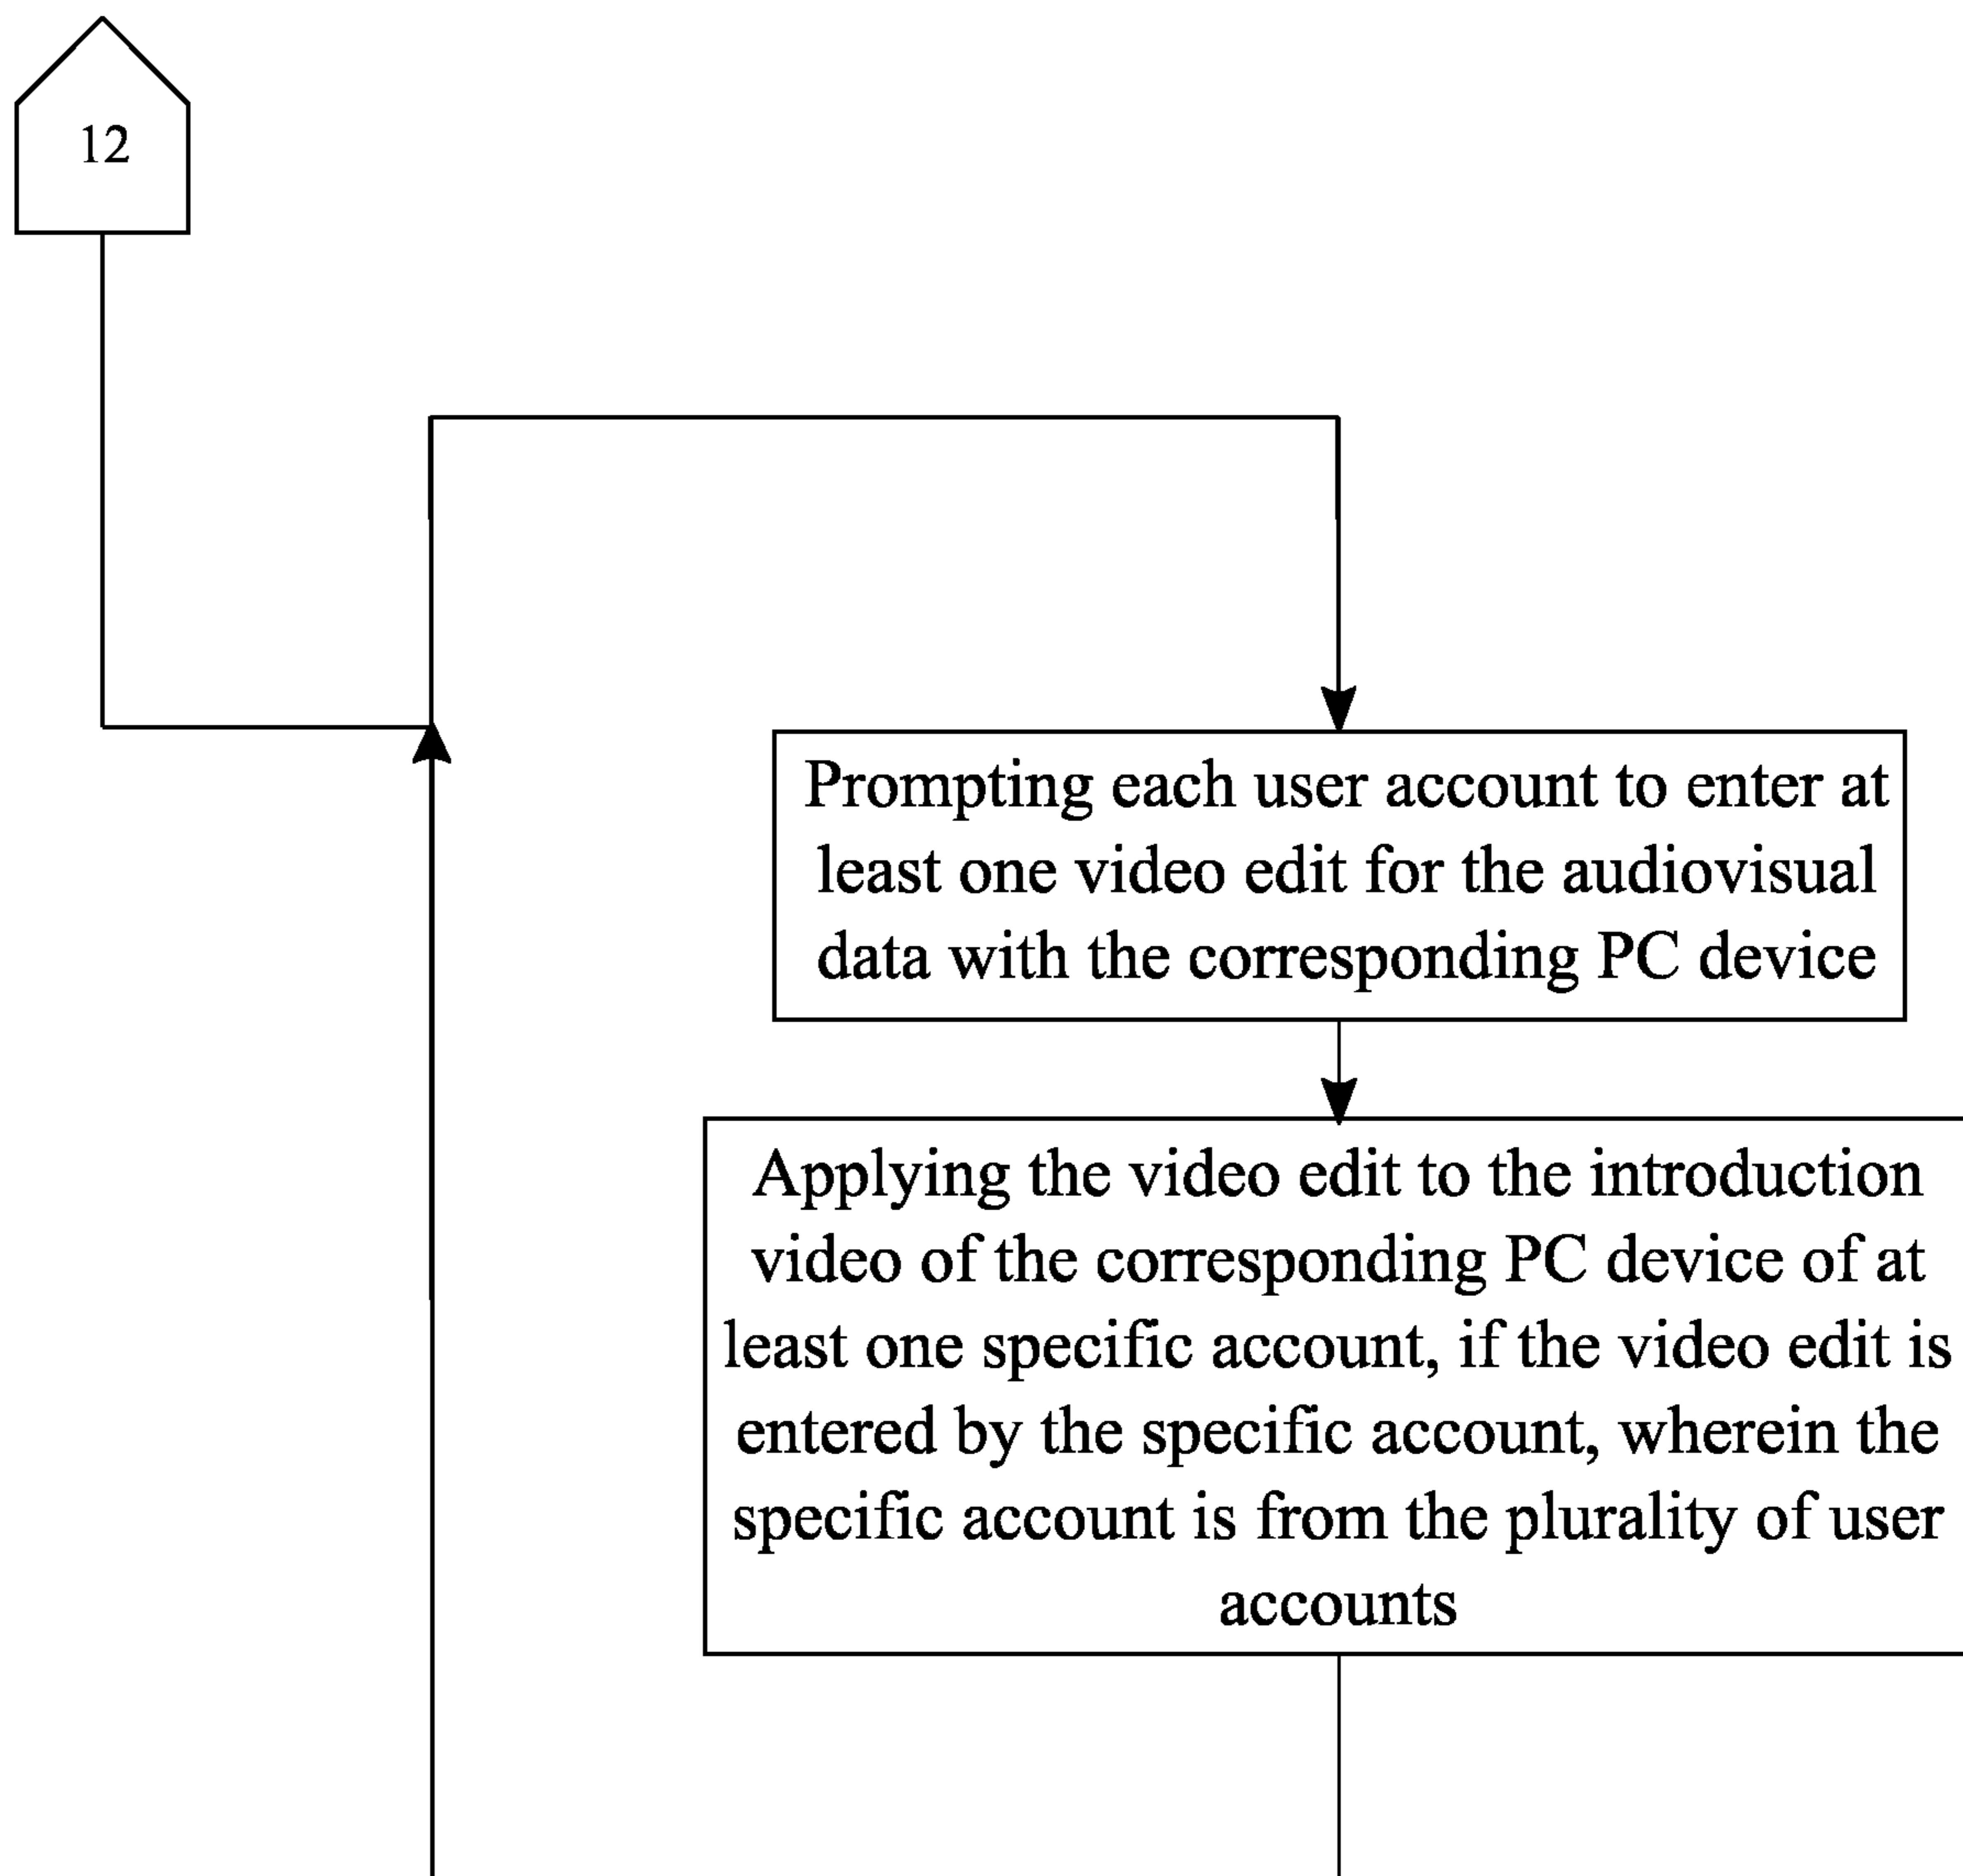 12
Prompting each user account to enter at
least one video edit for the audiovisual
data with the corresponding PC device
Applying the video edit to the introduction
video of the corresponding PC device of at
least one specific account, if the video edit is
entered by the specific account, wherein the
specific account is from the plurality of user
accounts